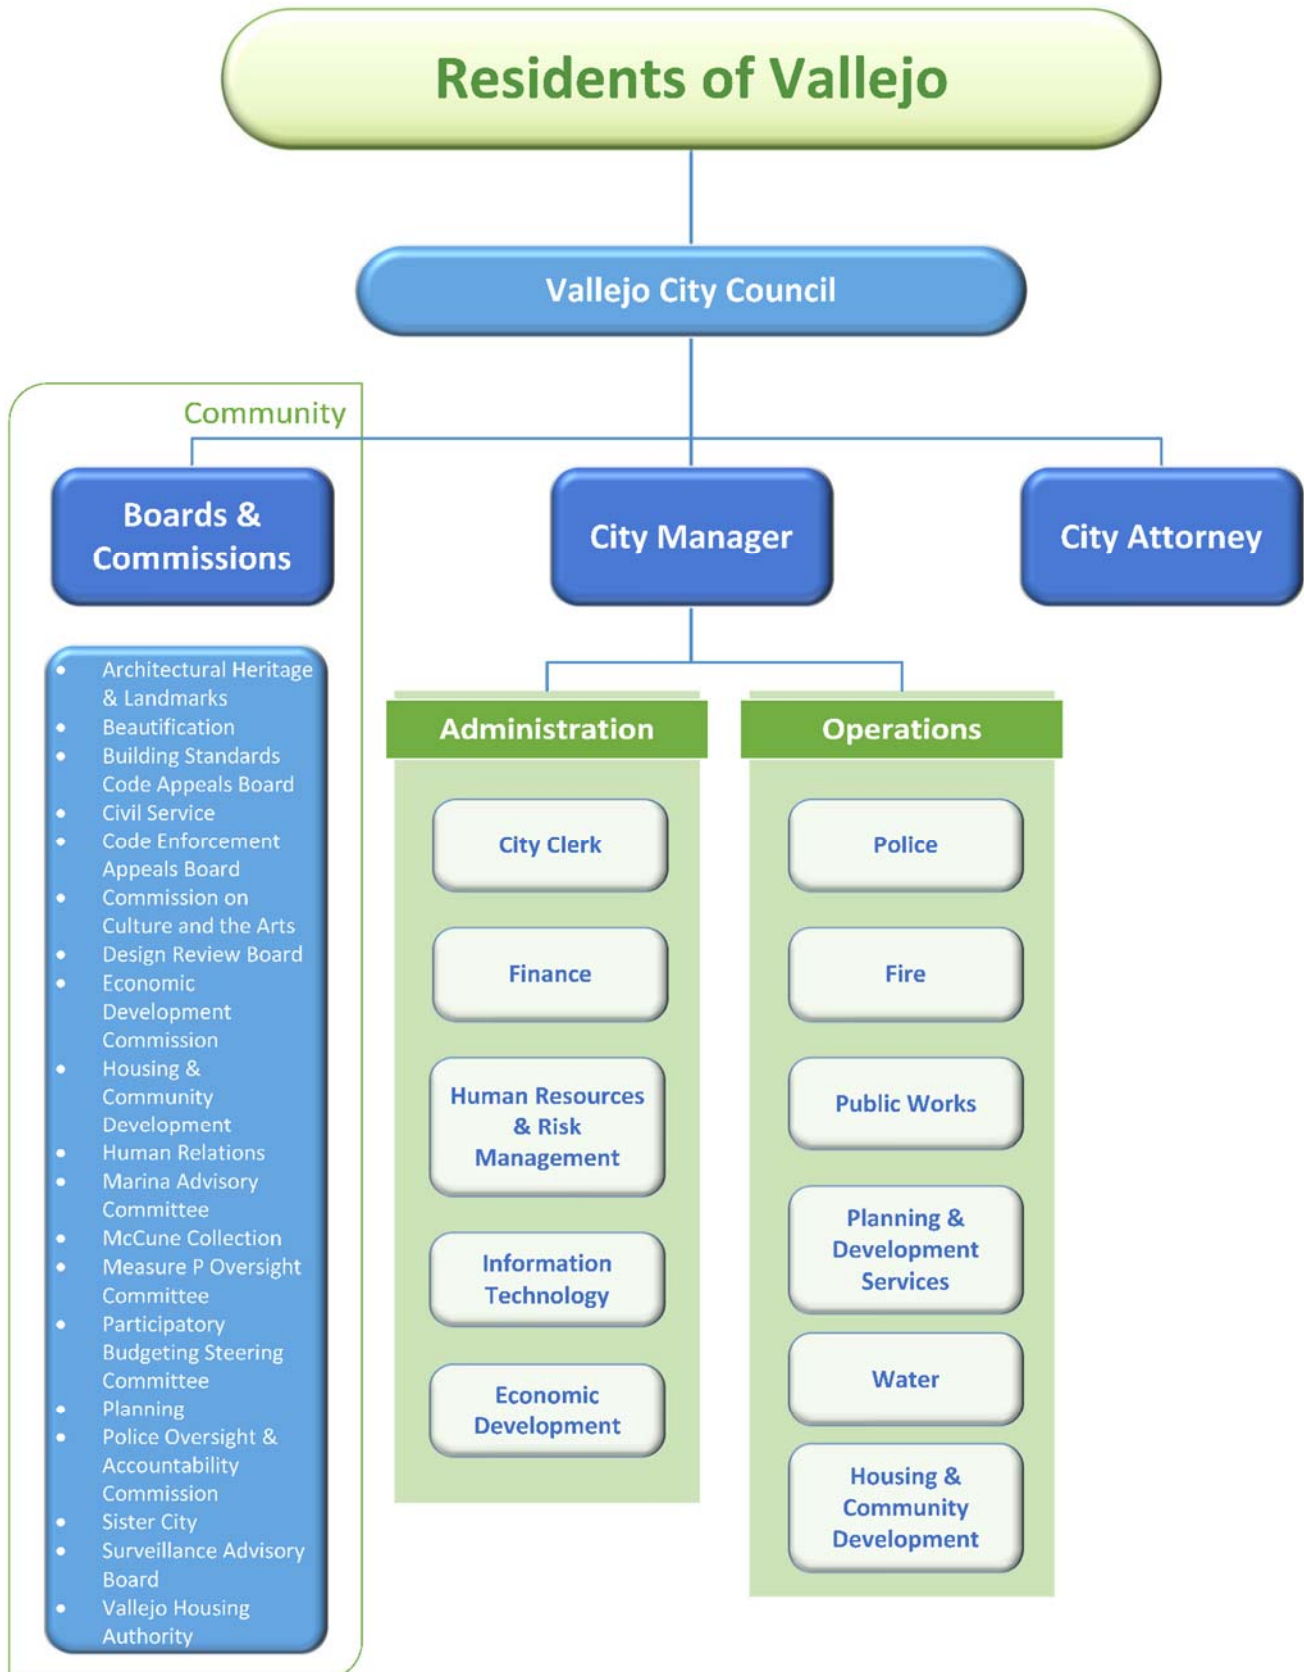 Residents of Vallejo
Vallejo City Council
Community
Boards &
Commissions
City Manager
City Attorney
• Architectural Heritage
& Landmarks
• Beautification
• Building Standards
Code Appeals Board
• Civil Service
• Code Enforcement
Appeals Board
• Commission on
Culture and the Arts
• Design Review Board
• Economic
Development
Commission
• Housing &
Community
Development
• Human Relations
• Marina Advisory
Committee
• McCune Collection
• Measure P Oversight
Committee
• Participatory
Budgeting Steering
Committee
• Planning
• Police Oversight &
Accountability
Commission
• Sister City
• Surveillance Advisory
Board
• Vallejo Housing
Authority
Administration
City Clerk
Finance
Human Resources
& Risk
Management
Information
Technology
Economic
Development
Operations
Police
Fire
Public Works
Planning &
Development
Services
Water
Housing &
Community
Development